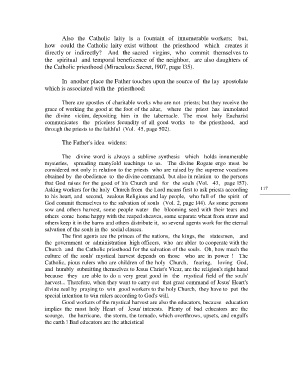 Also the Catholic laity is a fountain of innumerable workers; but,
how could the Catholic laity exist without the priesthood which creates it
directly or indirectly? And the sacred virgins, who commit themselves to
the spiritual and temporal beneficence of the neighbor, are also daughters of
the Catholic priesthood (Miraculous Secret, 1907, page 135).
In another place the Father touches upon the source of the lay apostolate
which is associated with the priesthood:
There are apostles of charitable works who are not priests; but they receive the
grace of working the good at the foot of the altar, where the priest has immolated
the divine victim, depositing him in the tabernacle. The most holy Eucharist
communicates the priesters formality of all good works to the priesthood, and
through the priests to the faithful (Vol. 45, page 502).
The Father's idea widens:
The divine word is always a sublime synthesis which holds innumerable
mysteries, spreading manyfold teachings to us. The divine Rogate ergo must be
considered not only in relation to the priests who are raised by the supreme vocations
obtained by the obedience to the divine command, but also in relation to the persons
that God raises for the good of his Church and for the souls (Vol. 43, page 157).
Asking workers for the holy Church from the Lord means first to ask priests according
to his heart, and second, zealous Religious and lay people, who full of the spirit of
God commit themselves to the salvation of souls (Vol. 2, page 144). As some persons
sow and others harvest, some people water the blooming seed with their tears and
others come home happy with the reaped sheaves, some separate wheat from straw and
others keep it in the barns and others distribute it, so several agents work for the eternal
salvation of the souls in the social classes.
The first agents are the princes of the nations, the kings, the statesmen, and
the government or administration high officers, who are able to cooperate with the
Church and the Catholic priesthood for the salvation of the souls. Oh, how much the
culture of the souls' mystical harvest depends on those who are in power! The
Catholic, pious rulers who are children of the holy Church, fearing, loving God,
and humbly submitting themselves to Jesus Christ's Vicar, are the religion's right hand
because they are able to do a very great good in the mystical field of the souls'
harvest... Therefore, when they want to carry out that great command of Jesus' Heart's
divine zeal by praying to win good workers to the holy Church, they have to put the
special intention to win rulers according to God's will.
Good workers of the mystical harvest are also the educators, because education
implies the most holy Heart of Jesus' interests. Plenty of bad educators are the
scourge, the hurricane, the storm, the tornado, which overthrows, upsets, and engulfs
the earth! Bad educators are the atheistical
117